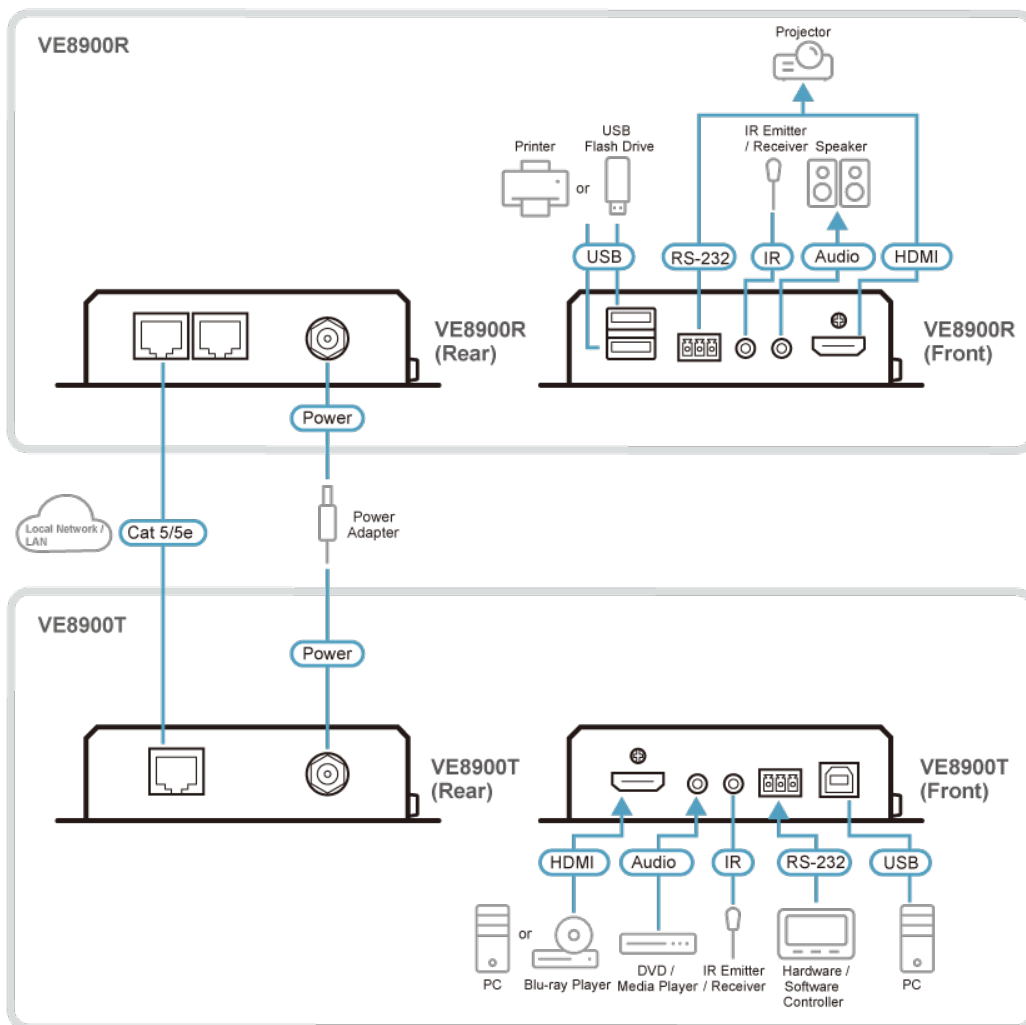 VE8900R
Projector
Printer
or
USB
Flash Drive
IR Emitter
/ Receiver
Speaker
USB
RS-232
IR
Audio
HDMI
VE8900R
(Rear)
VE8900R
(Front)
Power
Local Network /
LAN
Cat 5/5e
Power
Adapter
VE8900T
Power
VE8900T
(Rear)
VE8900T
(Front)
HDMI
Audio
IR
RS-232
USB
PC
or
Blu-ray Player
DVD /
Media Player
IR Emitter
/ Receiver
Hardware /
Software
Controller
PC